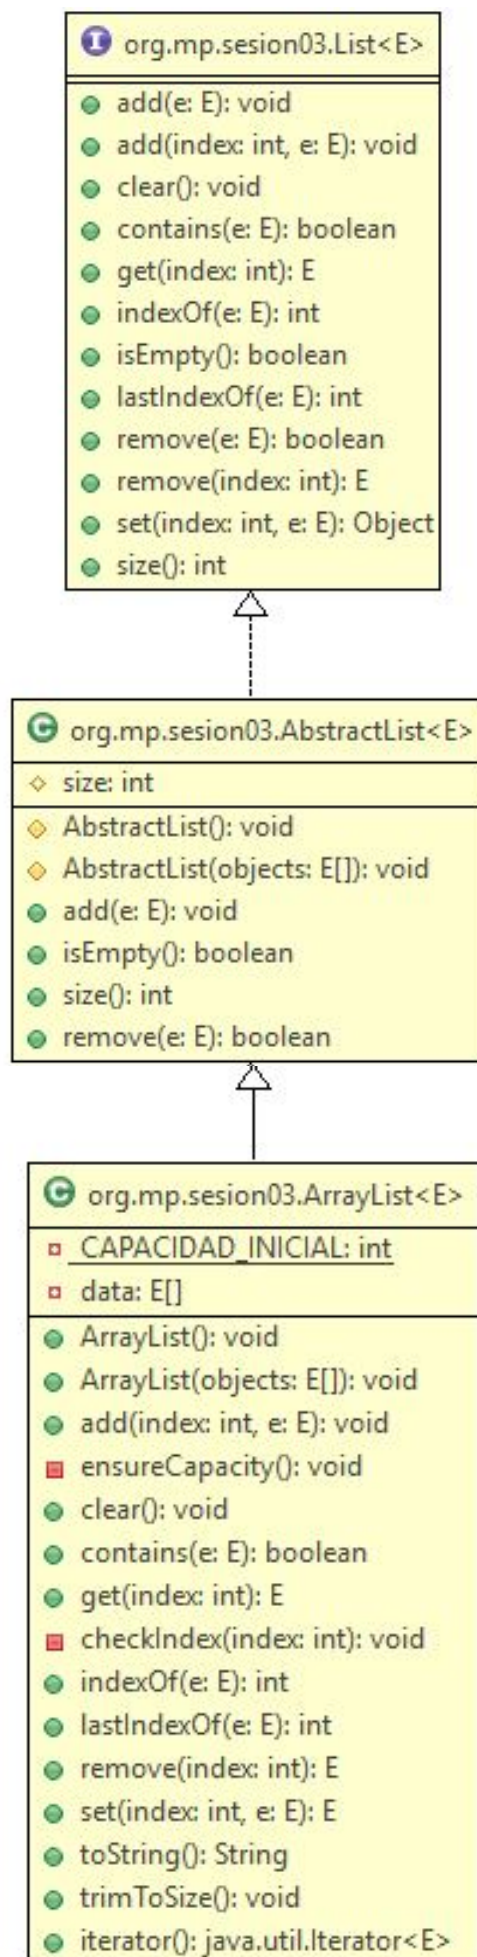 I org.mp.sesion03.List<E>
add(e: E): void
add(index: int, e: E): void
clear(): void
contains(e: E): boolean
get(index: int): E
indexOf(e: E): int
isEmpty(): boolean
lastIndexOf(e: E): int
remove(e: E): boolean
remove(index: int): E
set(index: int, e: E): Object
size(): int
C org.mp.sesion03.AbstractList<E>
size: int
AbstractList(): void
AbstractList(objects: E[]): void
add(e: E): void
isEmpty(): boolean
size(): int
remove(e: E): boolean
C org.mp.sesion03.ArrayList<E>
CAPACIDAD_INICIAL: int
data: E[]
ArrayList(): void
ArrayList(objects: E[]): void
add(index: int, e: E): void
ensureCapacity(): void
clear(): void
contains(e: E): boolean
get(index: int): E
checkIndex(index: int): void
indexOf(e: E): int
lastIndexOf(e: E): int
remove(index: int): E
set(index: int, e: E): E
toString(): String
trimToSize(): void
iterator(): java.util.Iterator<E>